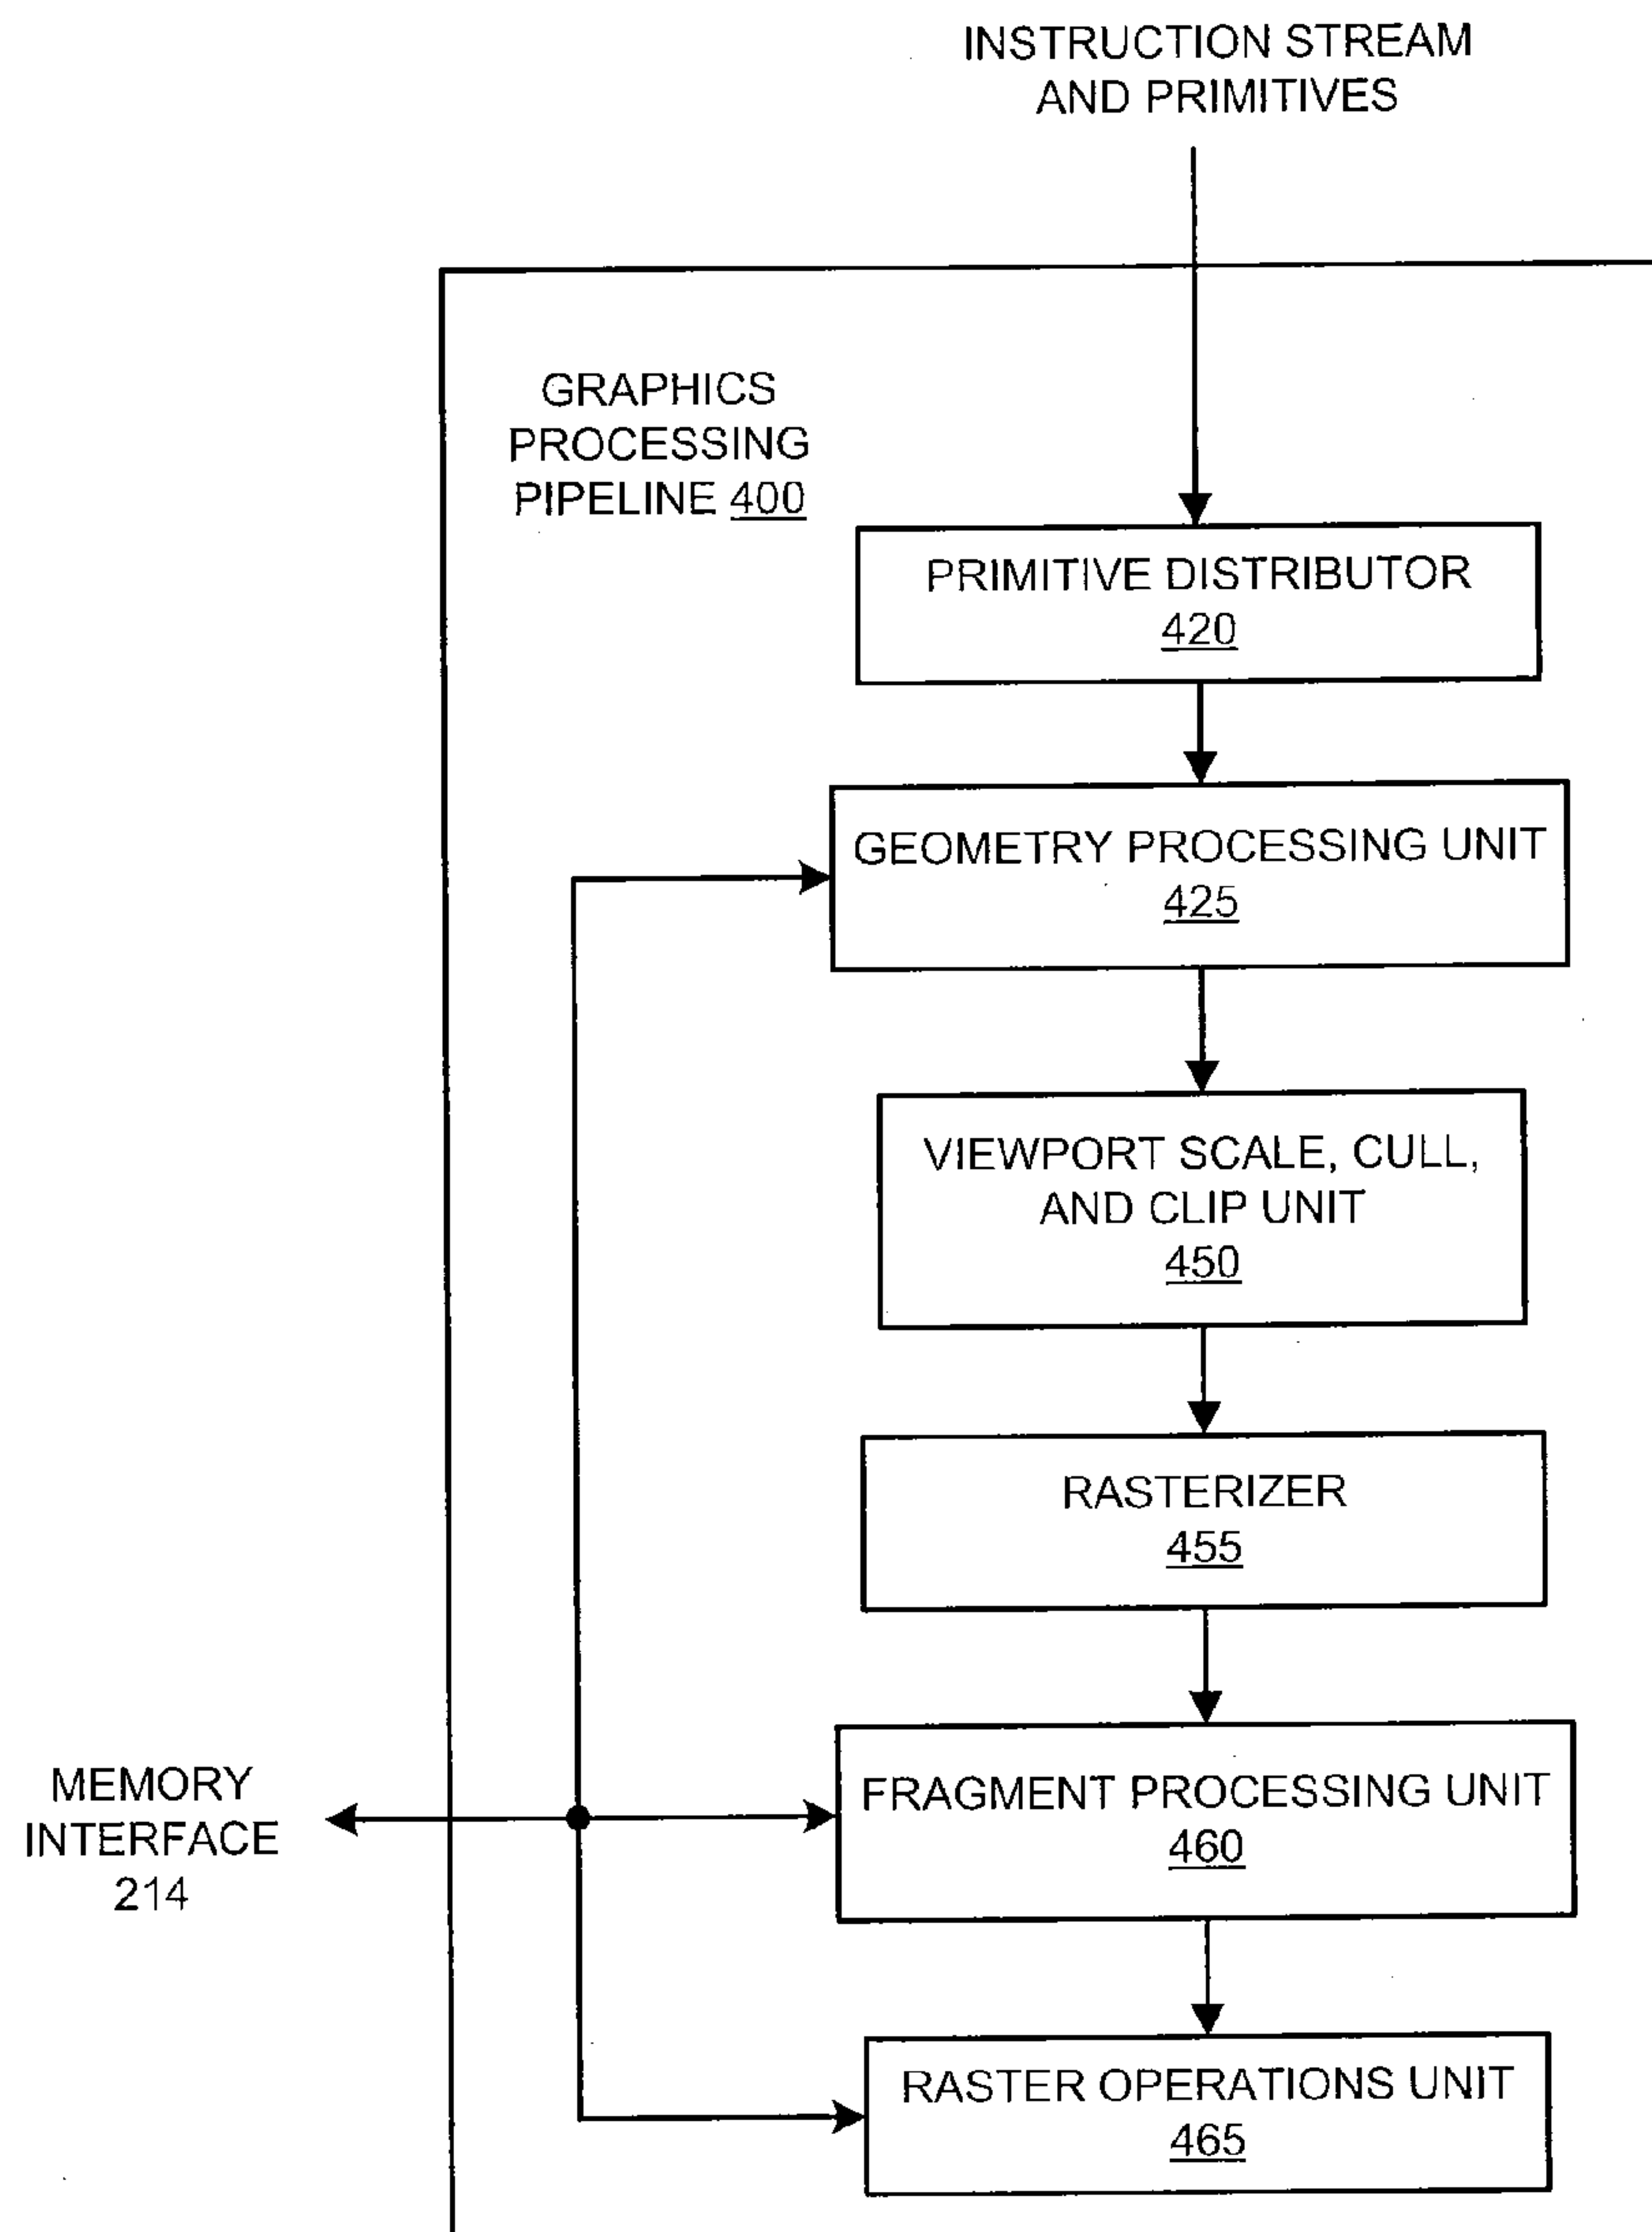 INSTRUCTION STREAM
AND PRIMITIVES
GRAPHICS
PROCESSING
PIPELINE 400
PRIMITIVE DISTRIBUTOR
420
GEOMETRY PROCESSING UNIT
425
VIEWPORT SCALE, CULL,
AND CLIP UNIT
450
RASTERIZER
455
MEMORY
INTERFACE
214
FRAGMENT PROCESSING UNIT
460
RASTER OPERATIONS UNIT
465